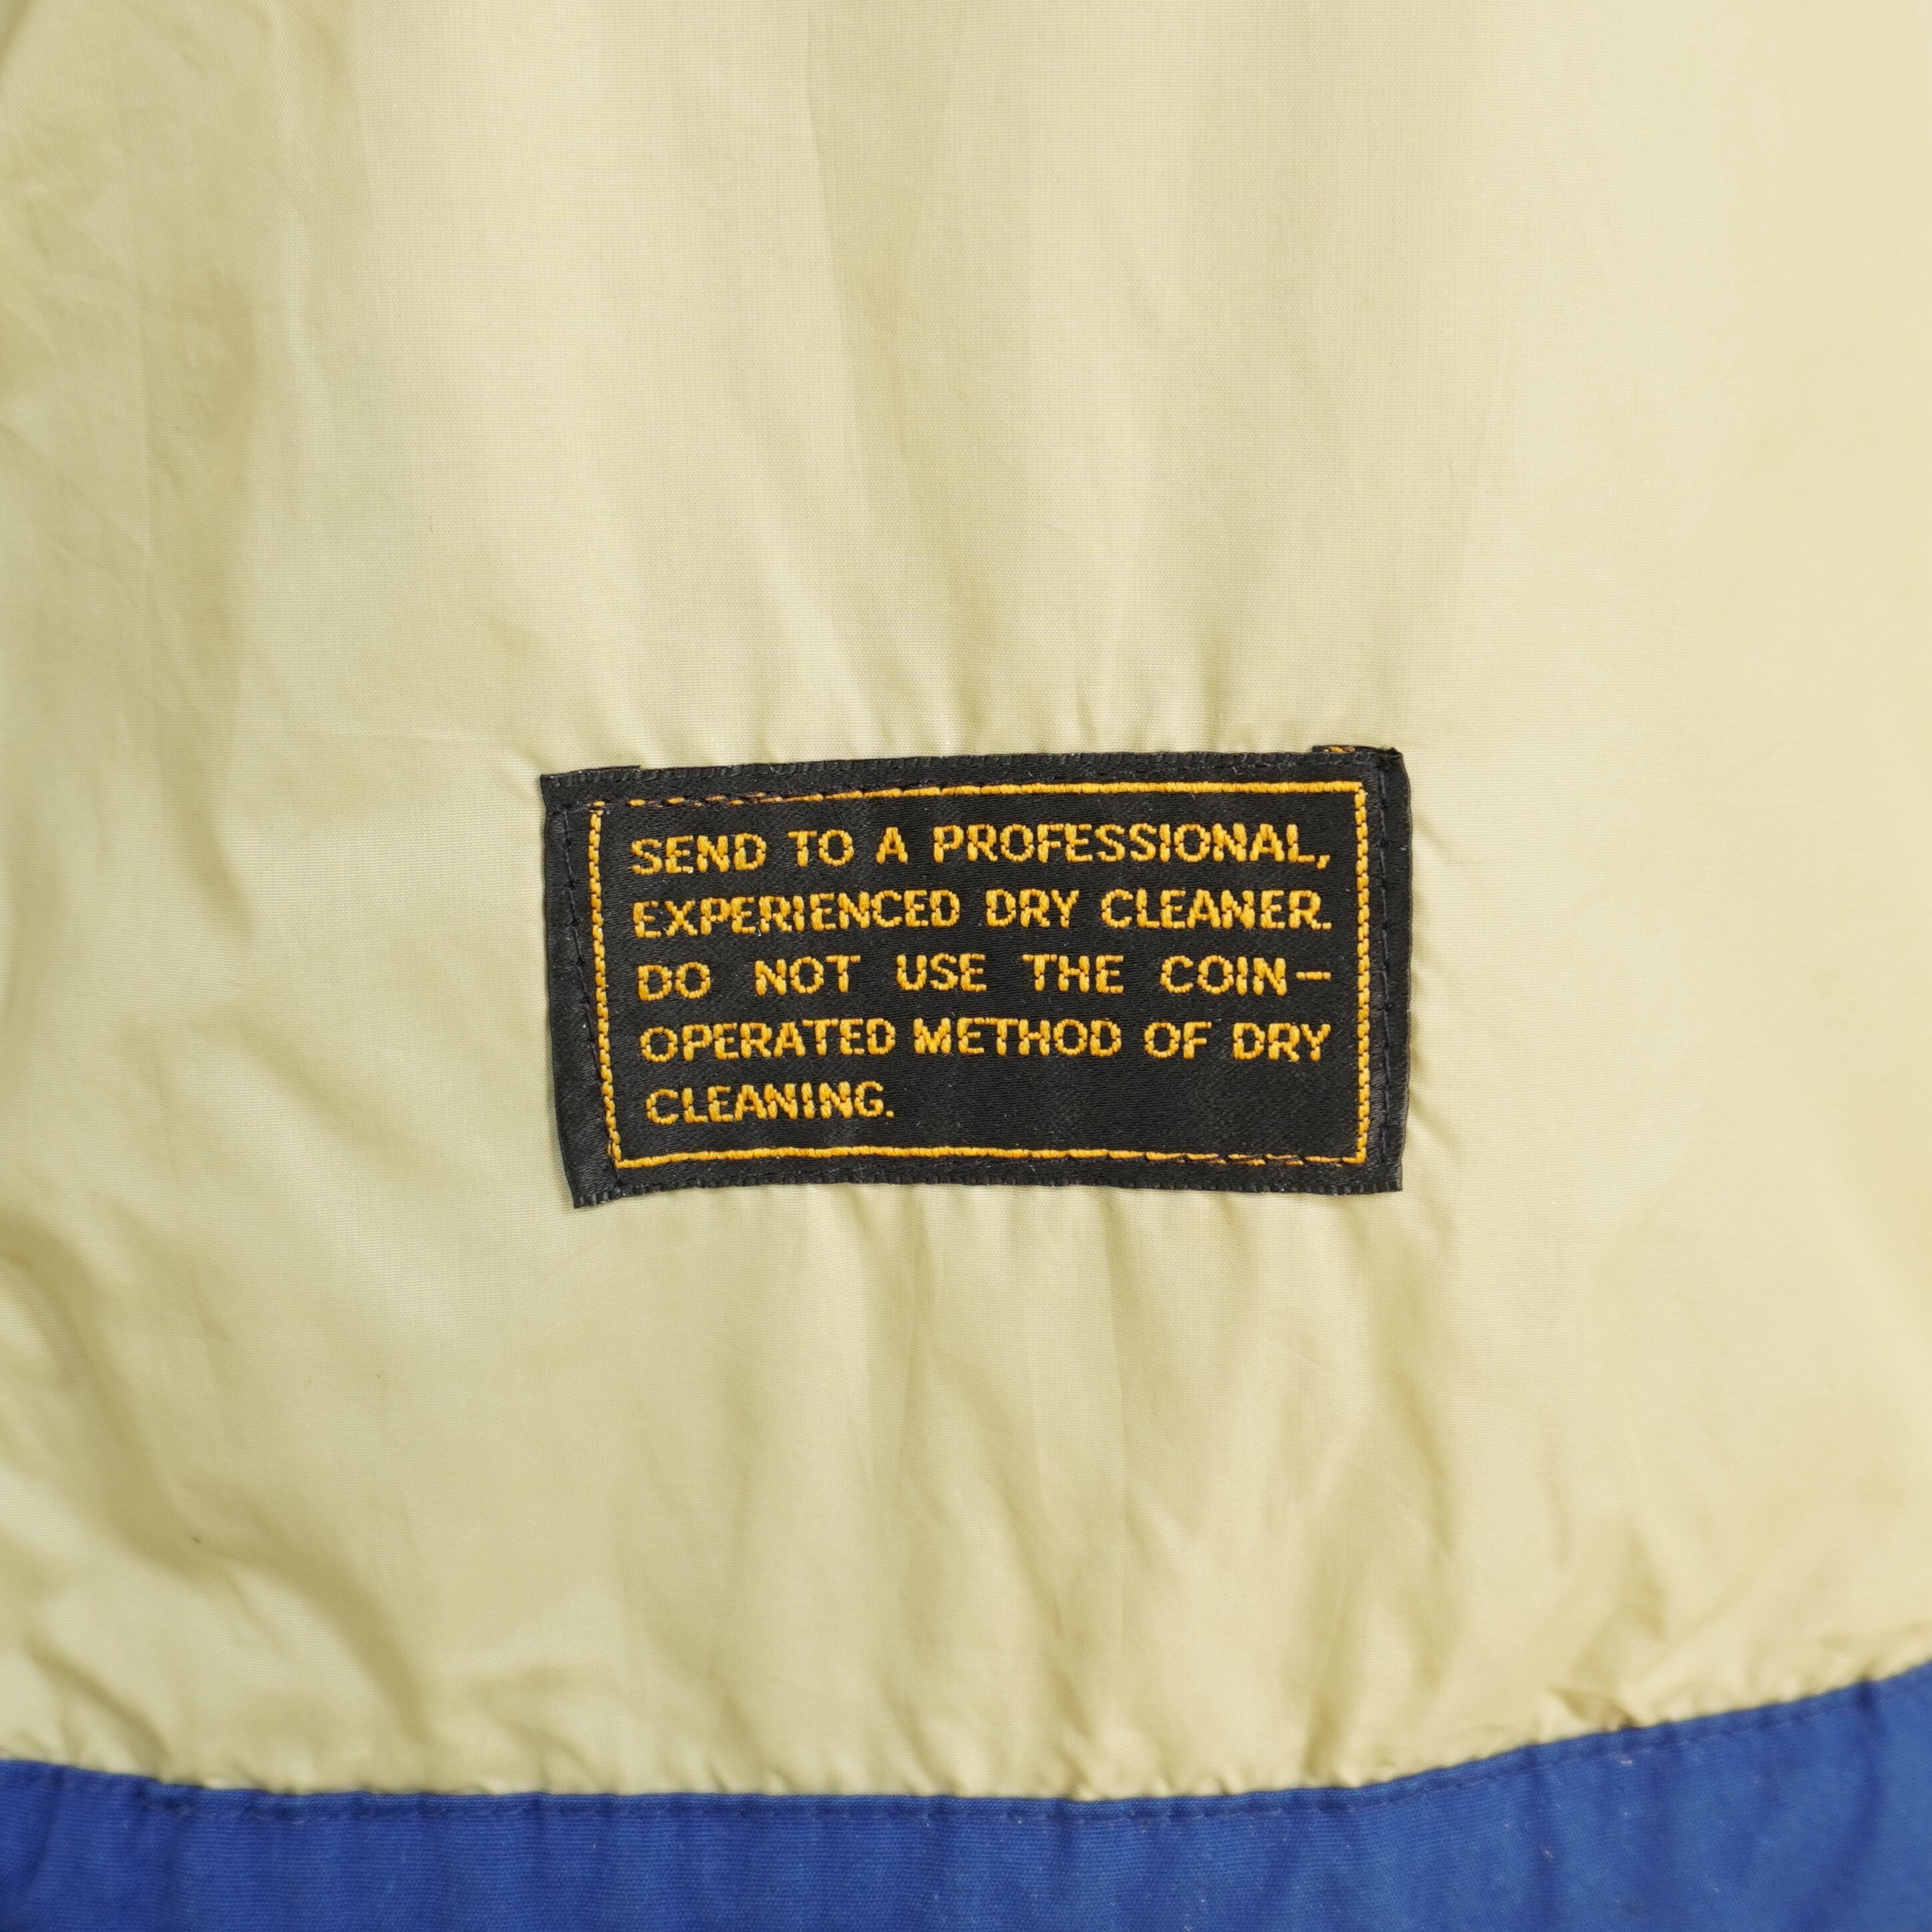 SEND TO A PROFESSIONAL,
EXPERIENCED DRY CLEANER.
DO NOT USE THE COIN-
OPERATED METHOD OF DRY
CLEANING.